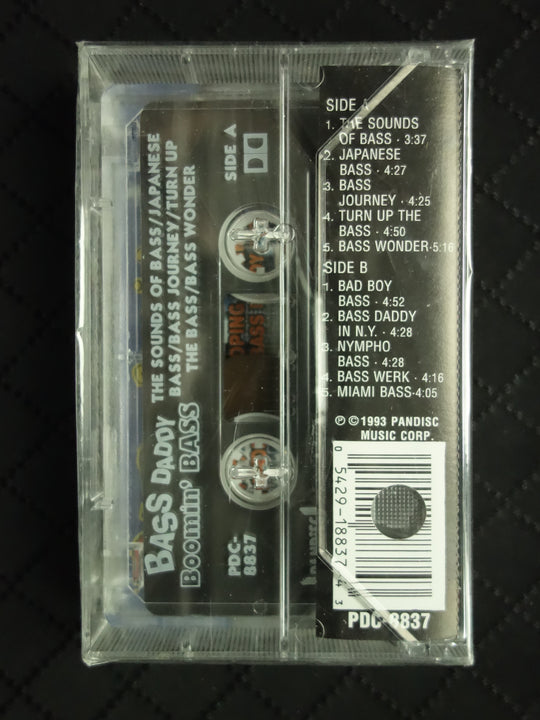 BASS DADDY
BOOMIN' BASS
THE SOUNDS OF BASS/JAPANESE
BASS/BASS JOURNEY/TURN UP
THE BASS/BASS WONDER
SIDE A
PDC-
8837
PANDISC
SIDE A
1. THE SOUNDS
OF BASS · 3:37
2. JAPANESE
BASS · 4:27
3. BASS
JOURNEY · 4:25
4. TURN UP THE
BASS · 4:50
5. BASS WONDER·5:16
SIDE B
1. BAD BOY
BASS · 4:52
2. BASS DADDY
IN N.Y. · 4:28
3. NYMPHO
BASS · 4:28
4. BASS WERK · 4:16
5. MIAMI BASS·4:05
℗ © 1993 PANDISC
MUSIC CORP.
0 5429-18837-4 3
PDC-8837